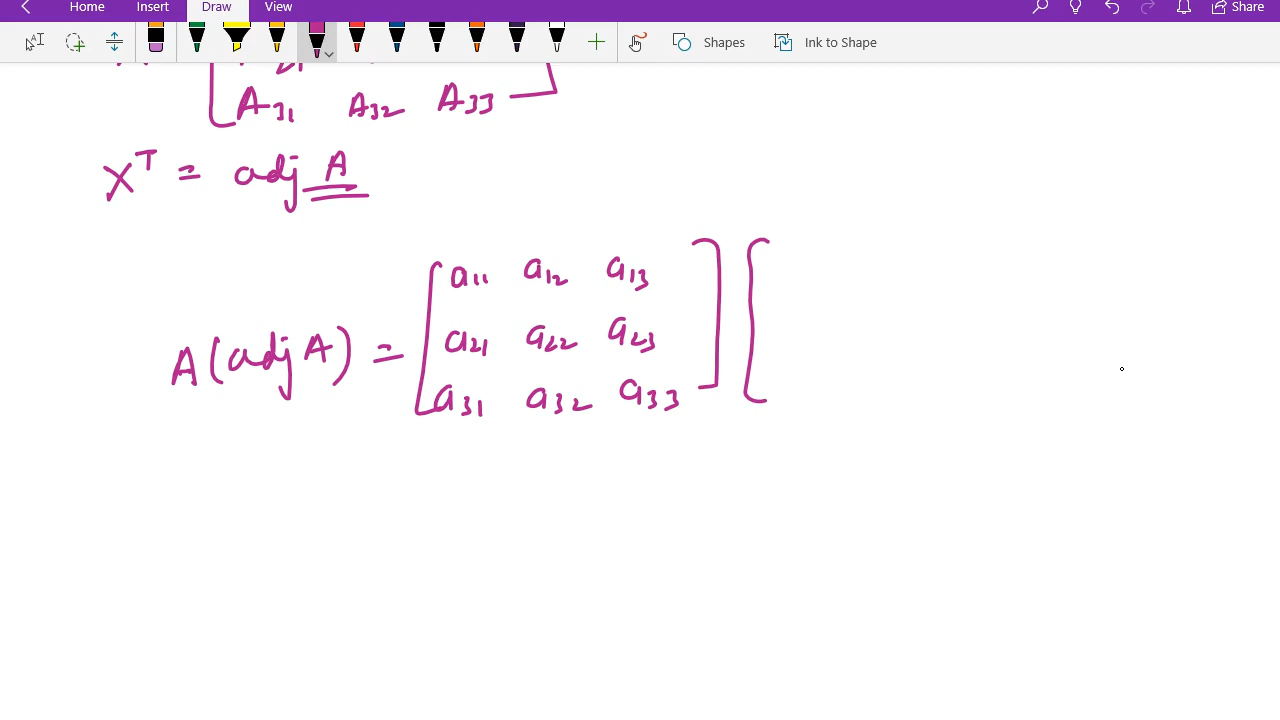 Home Insert Draw View Share
Shapes Ink to Shape
A31 A32 A33
X^T = adj A
a11 a12 a13
A(adj A) = a21 a22 a23
a31 a32 a33